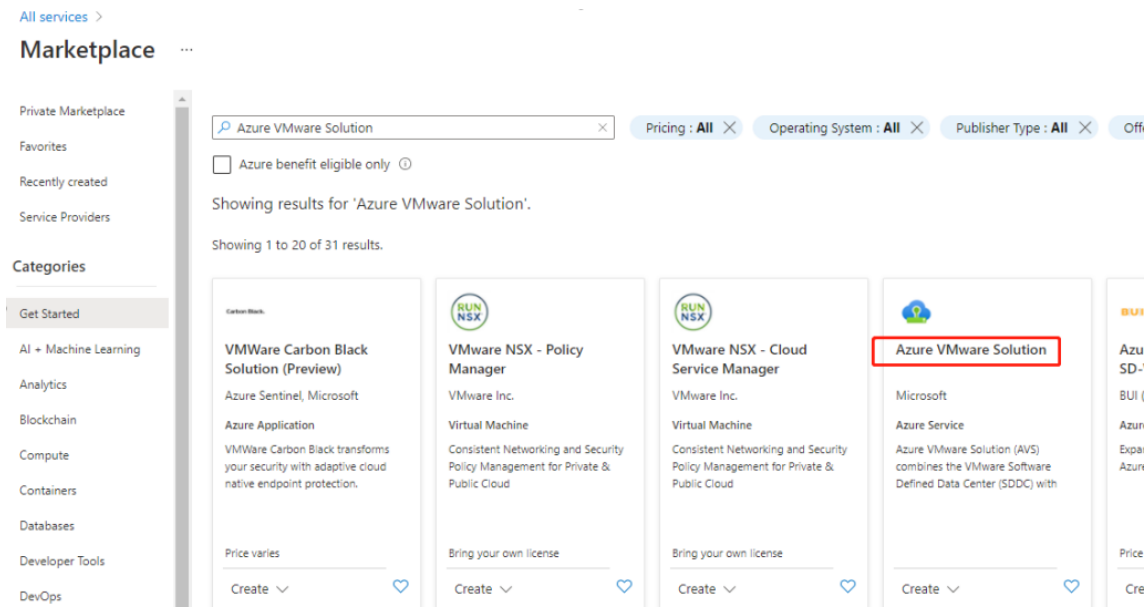 All services >
Marketplace ...
Private Marketplace
Favorites
Recently created
Service Providers
Categories
Get Started
AI + Machine Learning
Analytics
Blockchain
Compute
Containers
Databases
Developer Tools
DevOps
Azure VMware Solution
Pricing : All
Operating System : All
Publisher Type : All
Azure benefit eligible only
Showing results for 'Azure VMware Solution'.
Showing 1 to 20 of 31 results.
Carbon Black.
VMWare Carbon Black
Solution (Preview)
Azure Sentinel, Microsoft
Azure Application
VMWare Carbon Black transforms
your security with adaptive cloud
native endpoint protection.
Price varies
Create
RUN
NSX
VMware NSX - Policy
Manager
VMware Inc.
Virtual Machine
Consistent Networking and Security
Policy Management for Private &
Public Cloud
Bring your own license
Create
RUN
NSX
VMware NSX - Cloud
Service Manager
VMware Inc.
Virtual Machine
Consistent Networking and Security
Policy Management for Private &
Public Cloud
Bring your own license
Create
Azure VMware Solution
Microsoft
Azure Service
Azure VMware Solution (AVS)
combines the VMware Software
Defined Data Center (SDDC) with
Create
BUI
SD-
BUI (
Price